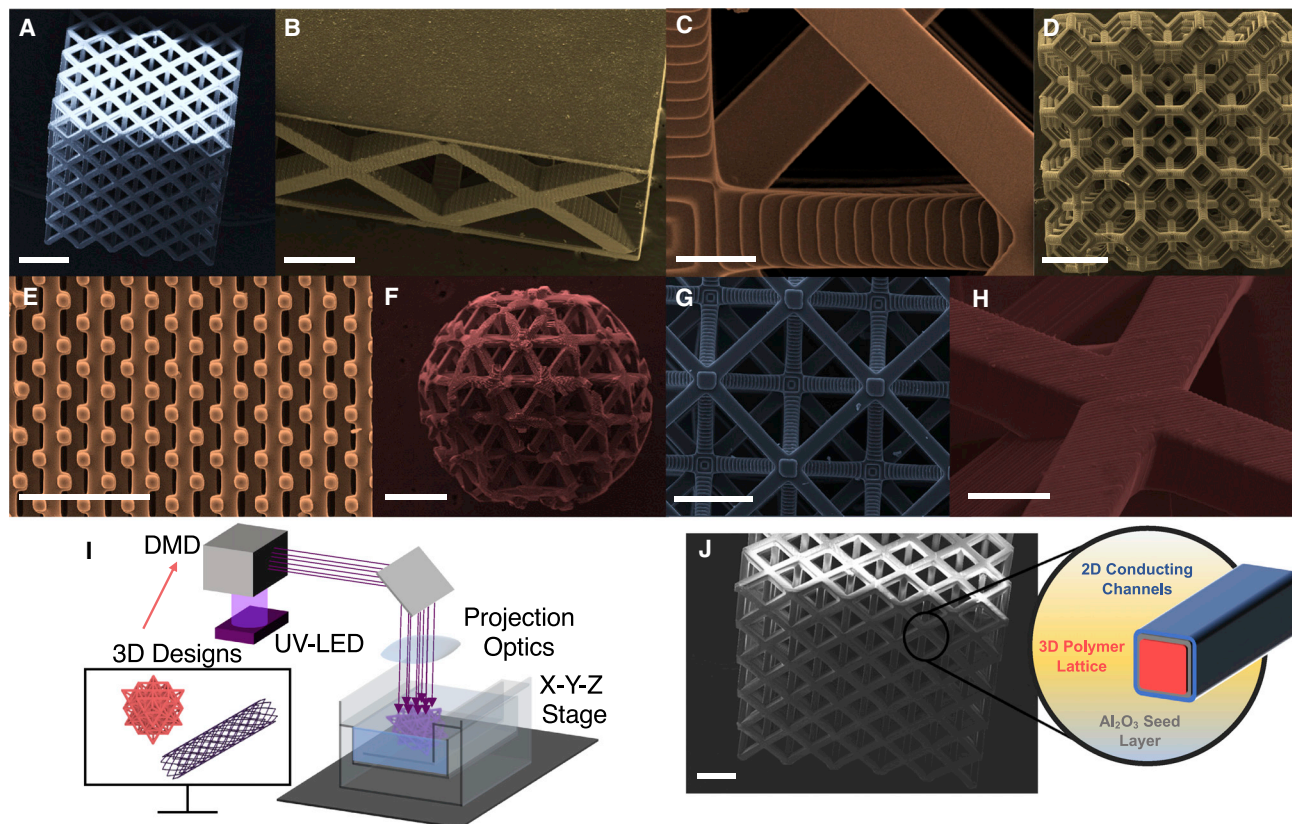 A
B
C
D
E
F
G
H
I
DMD
UV-LED
Projection
Optics
3D Designs
X-Y-Z
Stage
J
2D Conducting
Channels
3D Polymer
Lattice
Al₂O₃ Seed
Layer